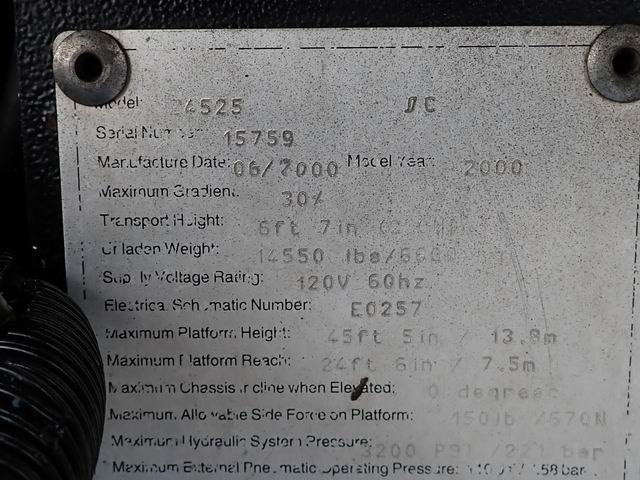 Model: 24525 DC
Serial Number: 15759
Manufacture Date: 06/2000 Model Year: 2000
Maximum Gradient: 30%
Transport Height: 6ft 7in
Unladen Weight: 14550 lbs/
Supply Voltage Rating: 120V 60hz
Electrical Schematic Number: E0257
Maximum Platform Height: 45ft 5in / 13.8m
Maximum Platform Reach: 24ft 6in / 7.5m
Maximum Chassis Incline when Elevated: 0 degrees
Maximum Allowable Side Force on Platform: 150lb /670N
Maximum Hydraulic System Pressure: 3200 PSI /221 bar
Maximum External Pneumatic Operating Pressure: